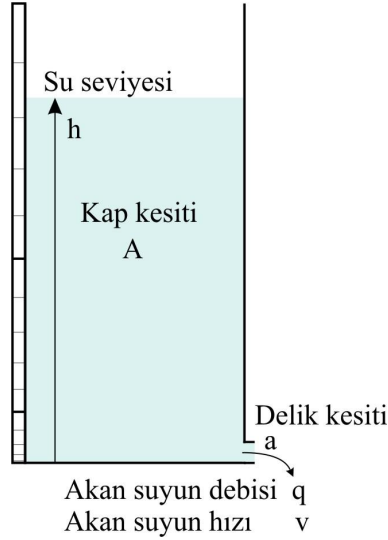 Su seviyesi
h
Kap kesiti
A
Delik kesiti
a
Akan suyun debisi q
Akan suyun hızı v